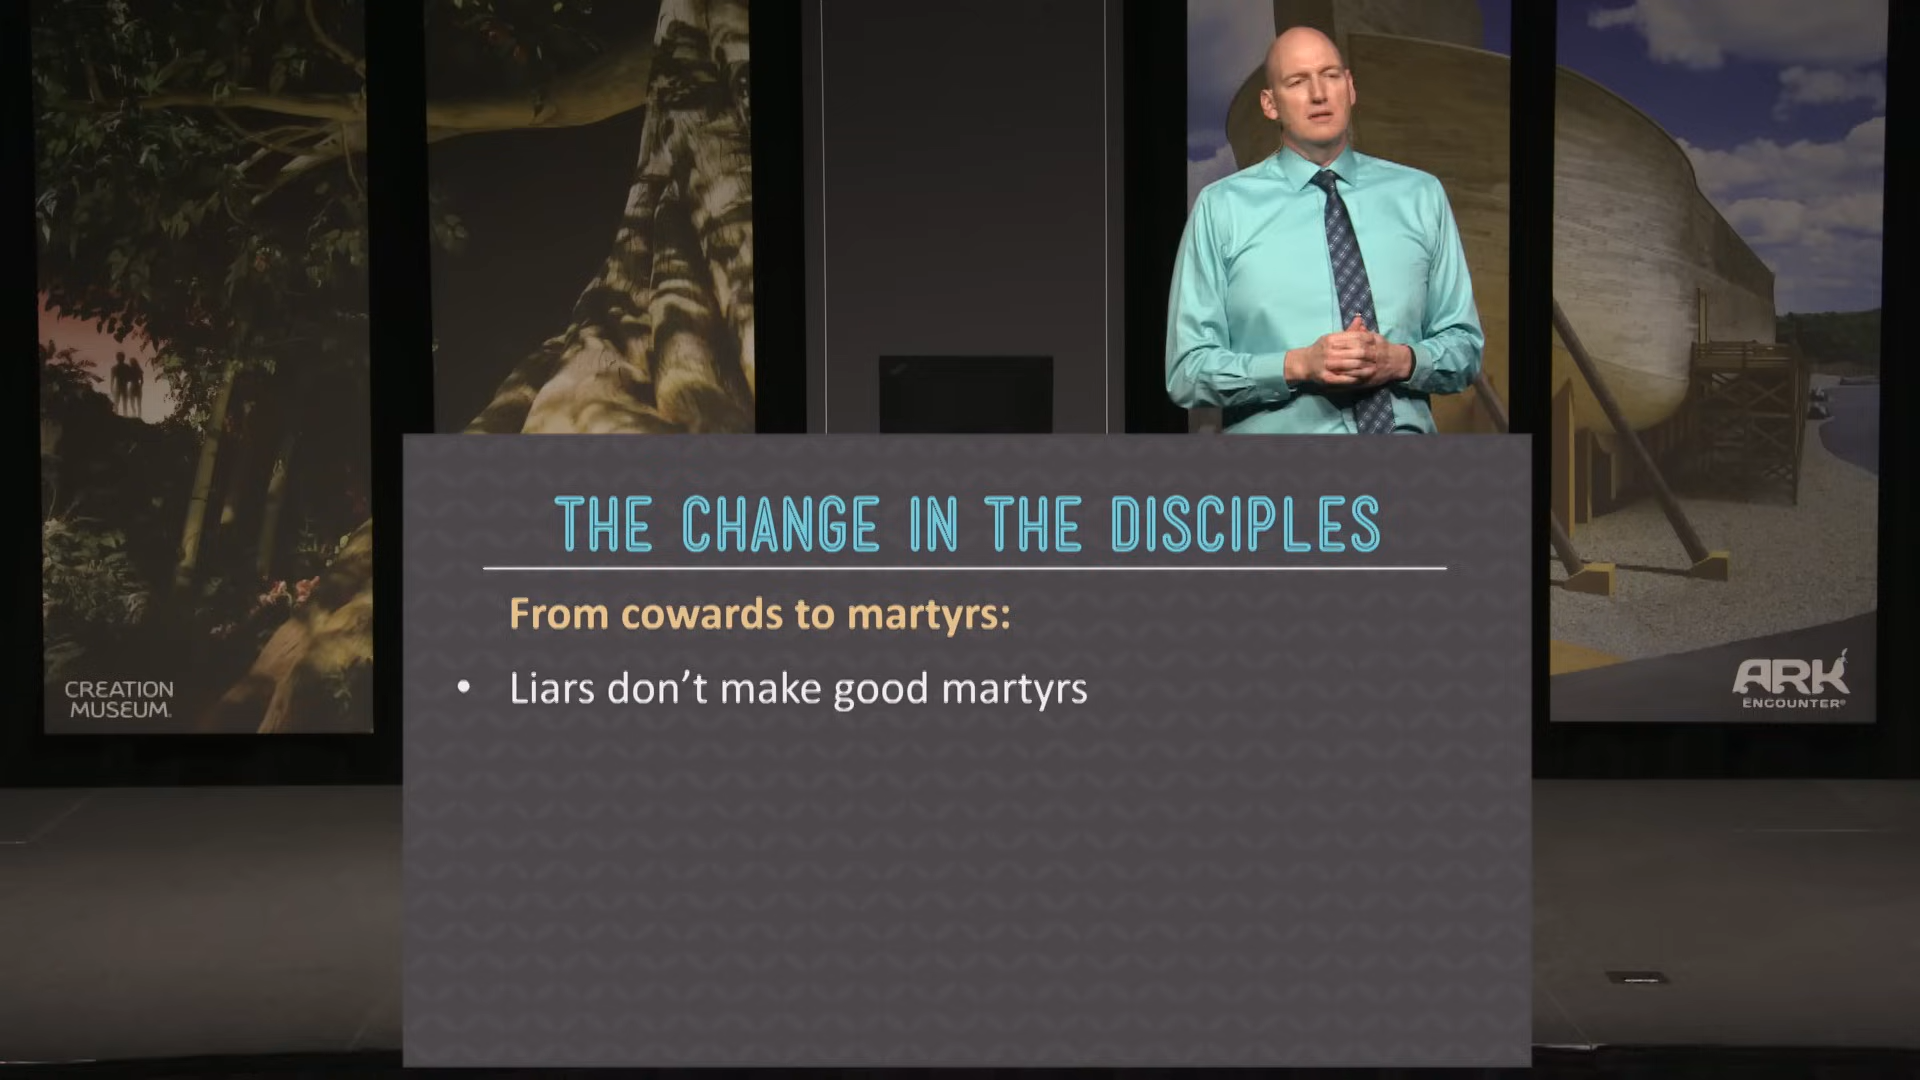 CREATION
MUSEUM.
ARK
ENCOUNTER®
THE CHANGE IN THE DISCIPLES
From cowards to martyrs:
• Liars don’t make good martyrs